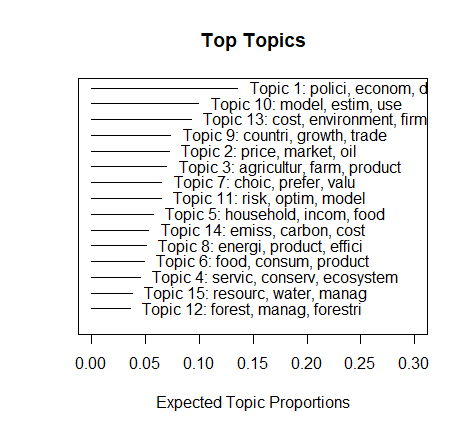 Top Topics
Topic 1: polici, econom, d
Topic 10: model, estim, use
Topic 13: cost, environment, firm
Topic 9: countri, growth, trade
Topic 2: price, market, oil
Topic 3: agricultur, farm, product
Topic 7: choic, prefer, valu
Topic 11: risk, optim, model
Topic 5: household, incom, food
Topic 14: emiss, carbon, cost
Topic 8: energi, product, effici
Topic 6: food, consum, product
Topic 4: servic, conserv, ecosystem
Topic 15: resourc, water, manag
Topic 12: forest, manag, forestri
0.00 0.05 0.10 0.15 0.20 0.25 0.30
Expected Topic Proportions